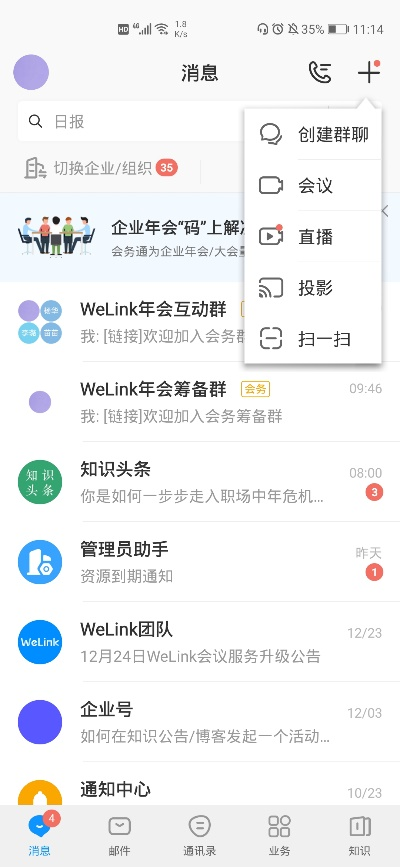 HD 4G 1.8 K/s 35% 11:14
消息
日报
切换企业/组织 35
创建群聊
会议
直播
投影
扫一扫
企业年会“码”上解
会务通为企业年会/大会
WeLink年会互动群
我: [链接]欢迎加入会务群
WeLink年会筹备群 会务 09:46
我: [链接]欢迎加入会务筹备群
知识头条 08:00
知识头条
你是如何一步步走入职场中年危机... 3
管理员助手 昨天
资源到期通知 1
WeLink
WeLink团队 12/23
12月24日WeLink会议服务升级公告
企业号 12/03
如何在知识公告/博客发起一个活动...
通知中心 10/23
4
消息 邮件 通讯录 业务 知识